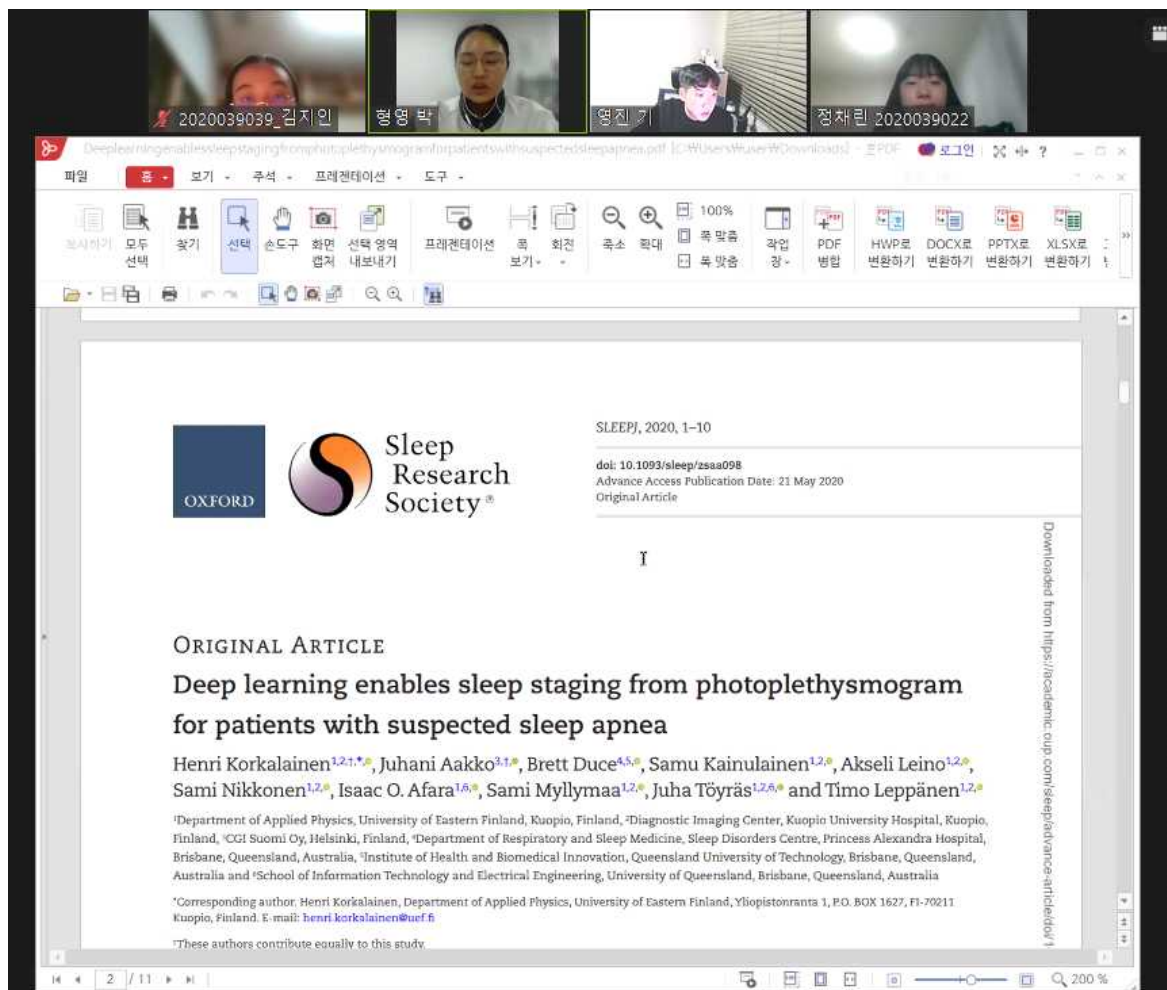 2020039039_김지인
형영 박
영진 기
정채린 2020039022
Deeplearningenablessleepstagingfromphotoplethysmogramforpatientswithsuspectedsleepapnea.pdf [C:₩Users₩user₩Downloads] -
로그인
?
파일
홈
보기
주석
프레젠테이션
도구
복사하기
모두
선택
찾기
선택
손도구
화면
캡처
선택 영역
내보내기
프레젠테이션
쪽
보기
회전
축소
확대
100%
쪽 맞춤
폭 맞춤
작업
창
PDF
병합
HWP로
변환하기
DOCX로
변환하기
PPTX로
변환하기
XLSX로
변환하기
OXFORD
Sleep
Research
Society®
SLEEPJ, 2020, 1–10
doi: 10.1093/sleep/zsaa098
Advance Access Publication Date: 21 May 2020
Original Article
Downloaded from https://academic.oup.com/sleep/advance-article/doi/1
ORIGINAL ARTICLE
Deep learning enables sleep staging from photoplethysmogram
for patients with suspected sleep apnea
Henri Korkalainen1,2,†,*, Juhani Aakko3,†, Brett Duce4,5, Samu Kainulainen1,2, Akseli Leino1,2,
Sami Nikkonen1,2, Isaac O. Afara1,6, Sami Myllymaa1,2, Juha Töyräs1,2,6 and Timo Leppänen1,2
1Department of Applied Physics, University of Eastern Finland, Kuopio, Finland, 2Diagnostic Imaging Center, Kuopio University Hospital, Kuopio,
Finland, 3CGI Suomi Oy, Helsinki, Finland, 4Department of Respiratory and Sleep Medicine, Sleep Disorders Centre, Princess Alexandra Hospital,
Brisbane, Queensland, Australia, 5Institute of Health and Biomedical Innovation, Queensland University of Technology, Brisbane, Queensland,
Australia and 6School of Information Technology and Electrical Engineering, University of Queensland, Brisbane, Queensland, Australia
*Corresponding author. Henri Korkalainen, Department of Applied Physics, University of Eastern Finland, Yliopistonranta 1, P.O. BOX 1627, FI-70211
Kuopio, Finland. E-mail: henri.korkalainen@uef.fi
†These authors contribute equally to this study.
2 / 11
200 %